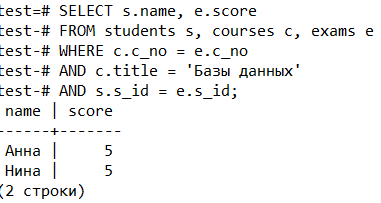 test=# SELECT s.name, e.score
test-# FROM students s, courses c, exams e
test-# WHERE c.c_no = e.c_no
test-# AND c.title = 'Базы данных'
test-# AND s.s_id = e.s_id;
 name | score
------+-------
 Анна |     5
 Нина |     5
(2 строки)